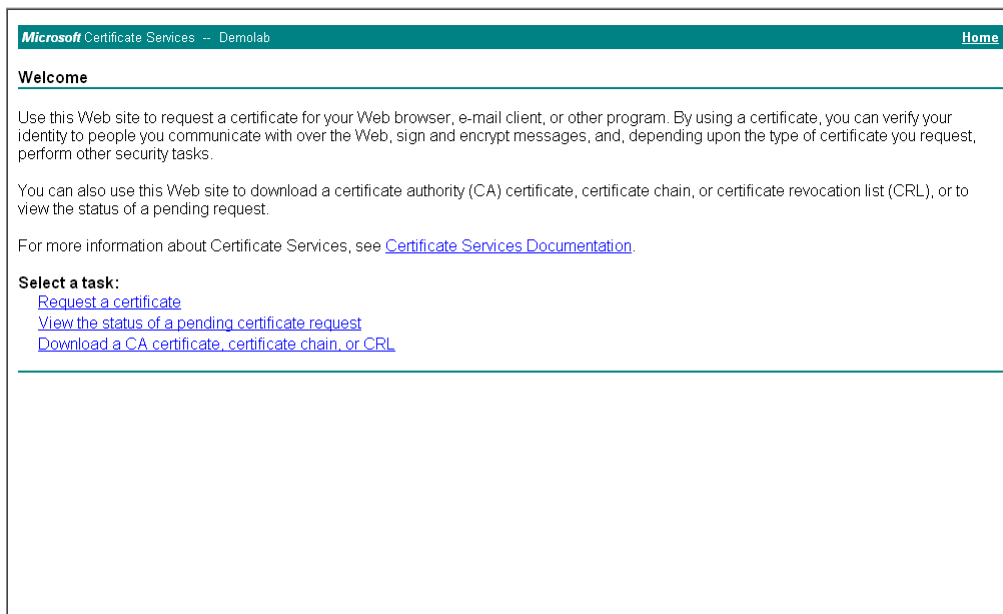 Microsoft Certificate Services -- Demolab Home
Welcome
Use this Web site to request a certificate for your Web browser, e-mail client, or other program. By using a certificate, you can verify your
identity to people you communicate with over the Web, sign and encrypt messages, and, depending upon the type of certificate you request,
perform other security tasks.
You can also use this Web site to download a certificate authority (CA) certificate, certificate chain, or certificate revocation list (CRL), or to
view the status of a pending request.
For more information about Certificate Services, see Certificate Services Documentation.
Select a task:
Request a certificate
View the status of a pending certificate request
Download a CA certificate, certificate chain, or CRL